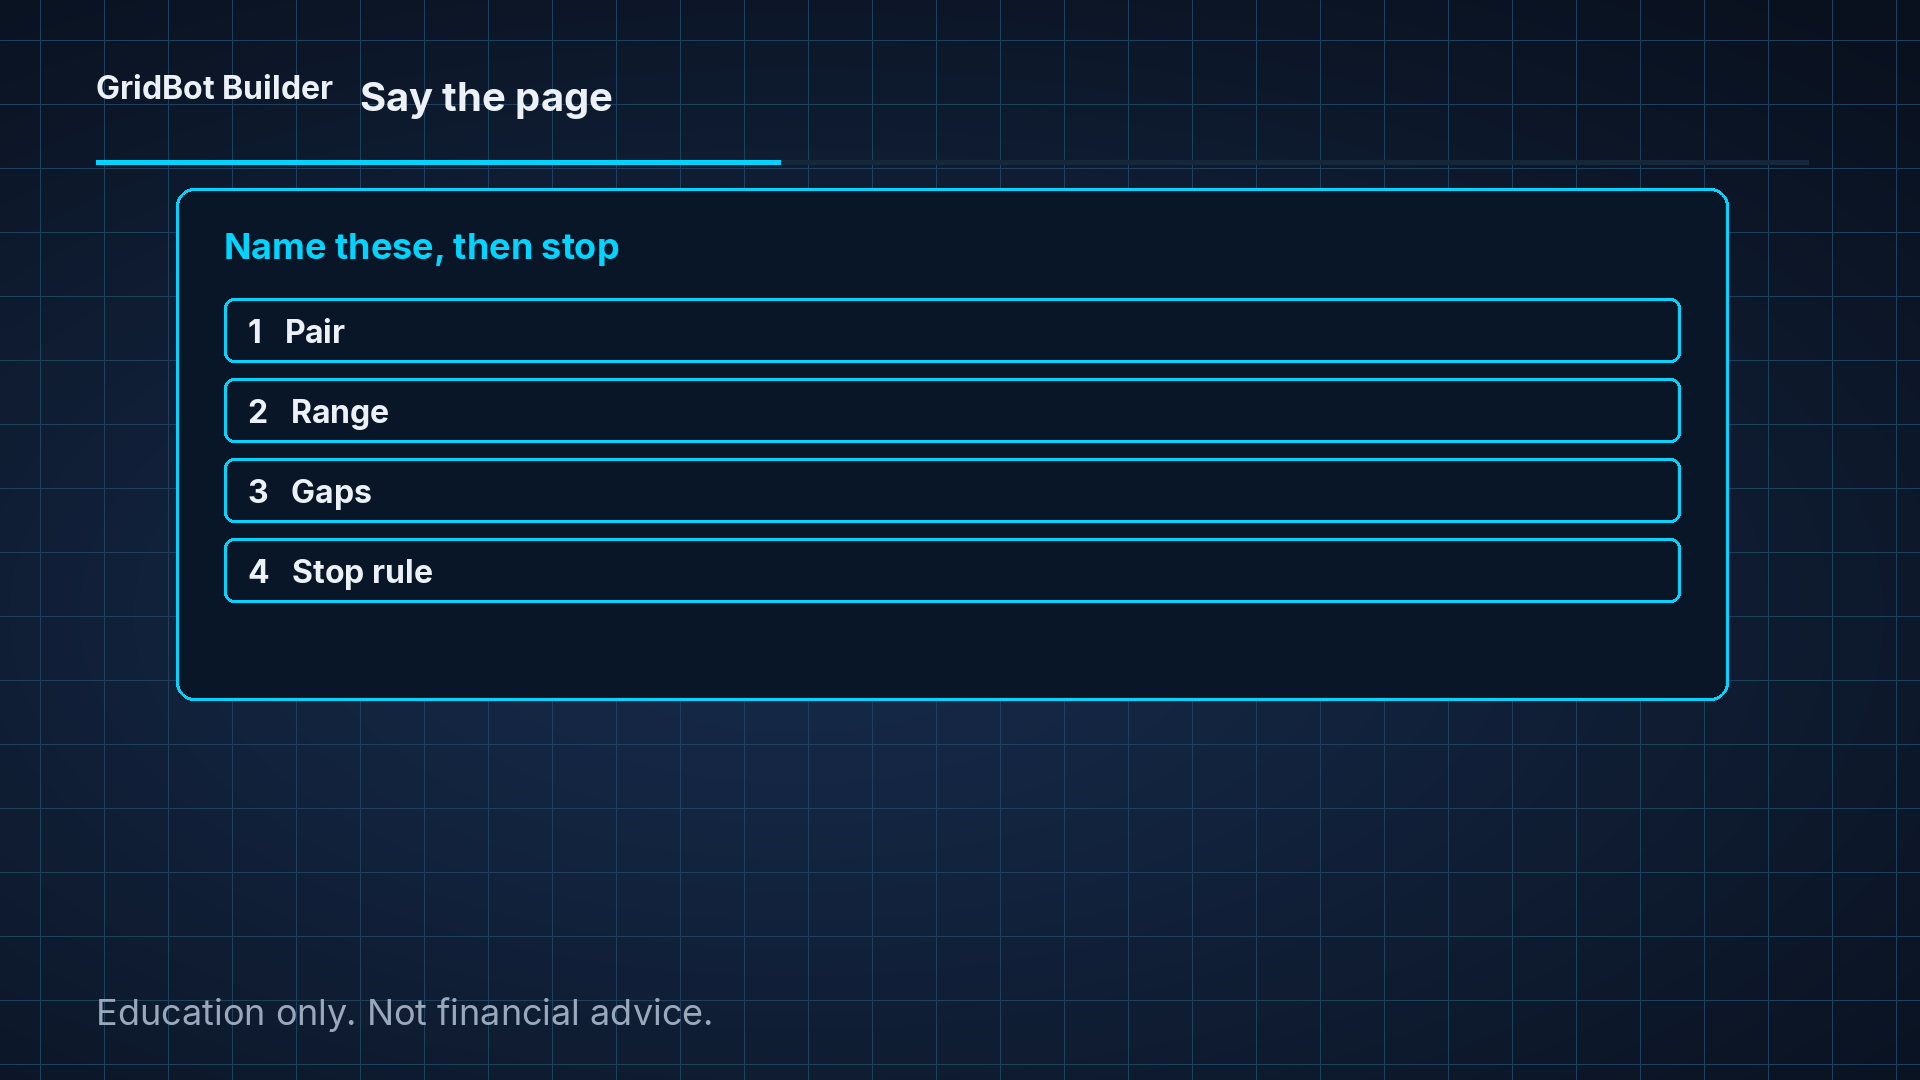 GridBot Builder
Say the page
Name these, then stop
1 Pair
2 Range
3 Gaps
4 Stop rule
Education only. Not financial advice.